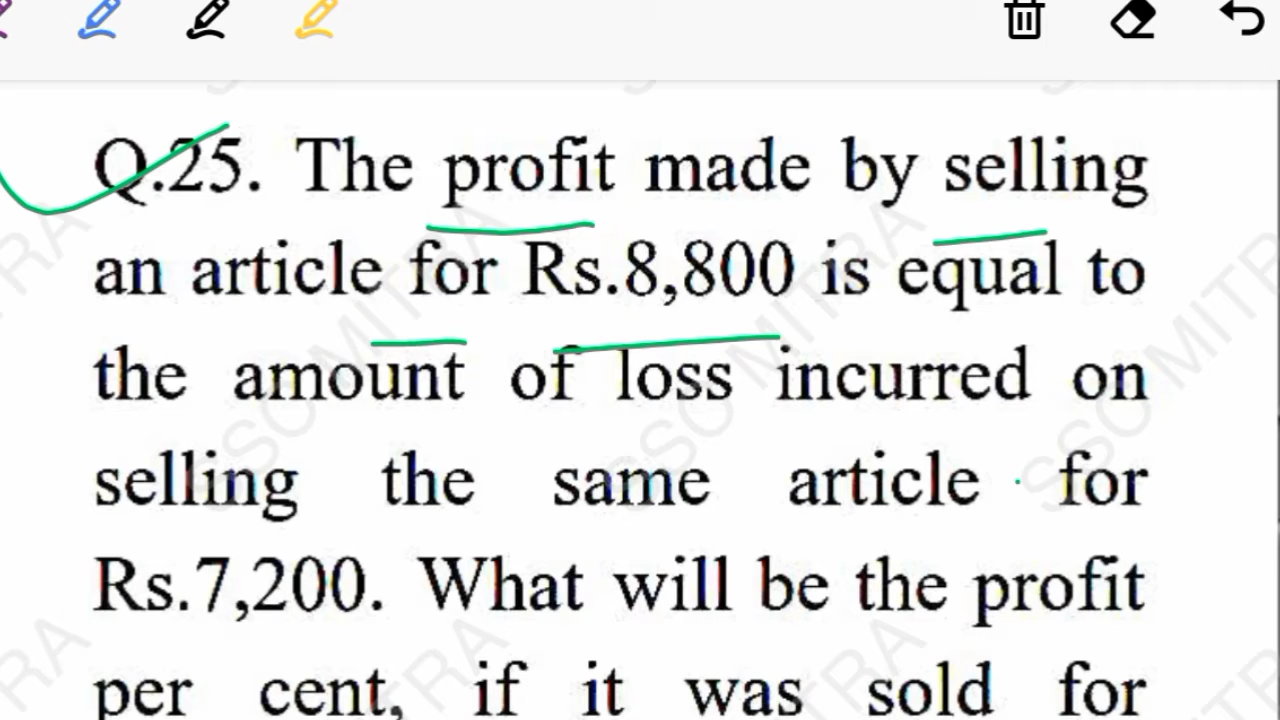 Q.25. The profit made by selling
an article for Rs.8,800 is equal to
the amount of loss incurred on
selling the same article for
Rs.7,200. What will be the profit
per cent, if it was sold for
SSO MITRA